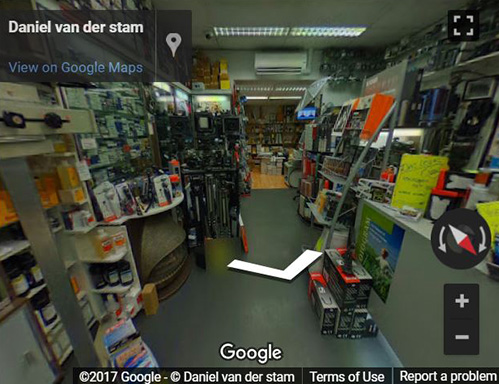 Daniel van der stam
View on Google Maps
Google
©2017 Google - © Daniel van der stam
Terms of Use
Report a problem